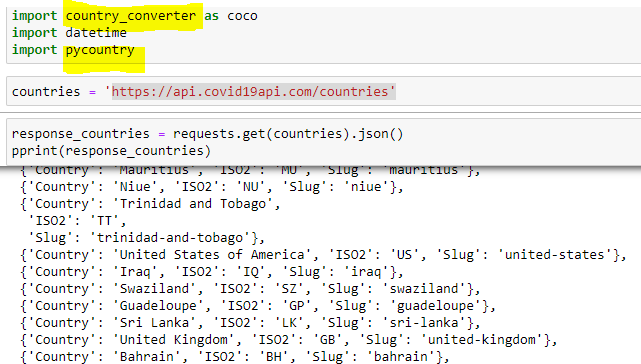 import country_converter as coco
import datetime
import pycountry
countries = 'https://api.covid19api.com/countries'
response_countries = requests.get(countries).json()
pprint(response_countries)
{'Country': 'Mauritius', 'ISO2': 'MU', 'Slug': 'mauritius'},
{'Country': 'Niue', 'ISO2': 'NU', 'Slug': 'niue'},
{'Country': 'Trinidad and Tobago',
'ISO2': 'TT',
'Slug': 'trinidad-and-tobago'},
{'Country': 'United States of America', 'ISO2': 'US', 'Slug': 'united-states'},
{'Country': 'Iraq', 'ISO2': 'IQ', 'Slug': 'iraq'},
{'Country': 'Swaziland', 'ISO2': 'SZ', 'Slug': 'swaziland'},
{'Country': 'Guadeloupe', 'ISO2': 'GP', 'Slug': 'guadeloupe'},
{'Country': 'Sri Lanka', 'ISO2': 'LK', 'Slug': 'sri-lanka'},
{'Country': 'United Kingdom', 'ISO2': 'GB', 'Slug': 'united-kingdom'},
{'Country': 'Bahrain', 'ISO2': 'BH', 'Slug': 'bahrain'},